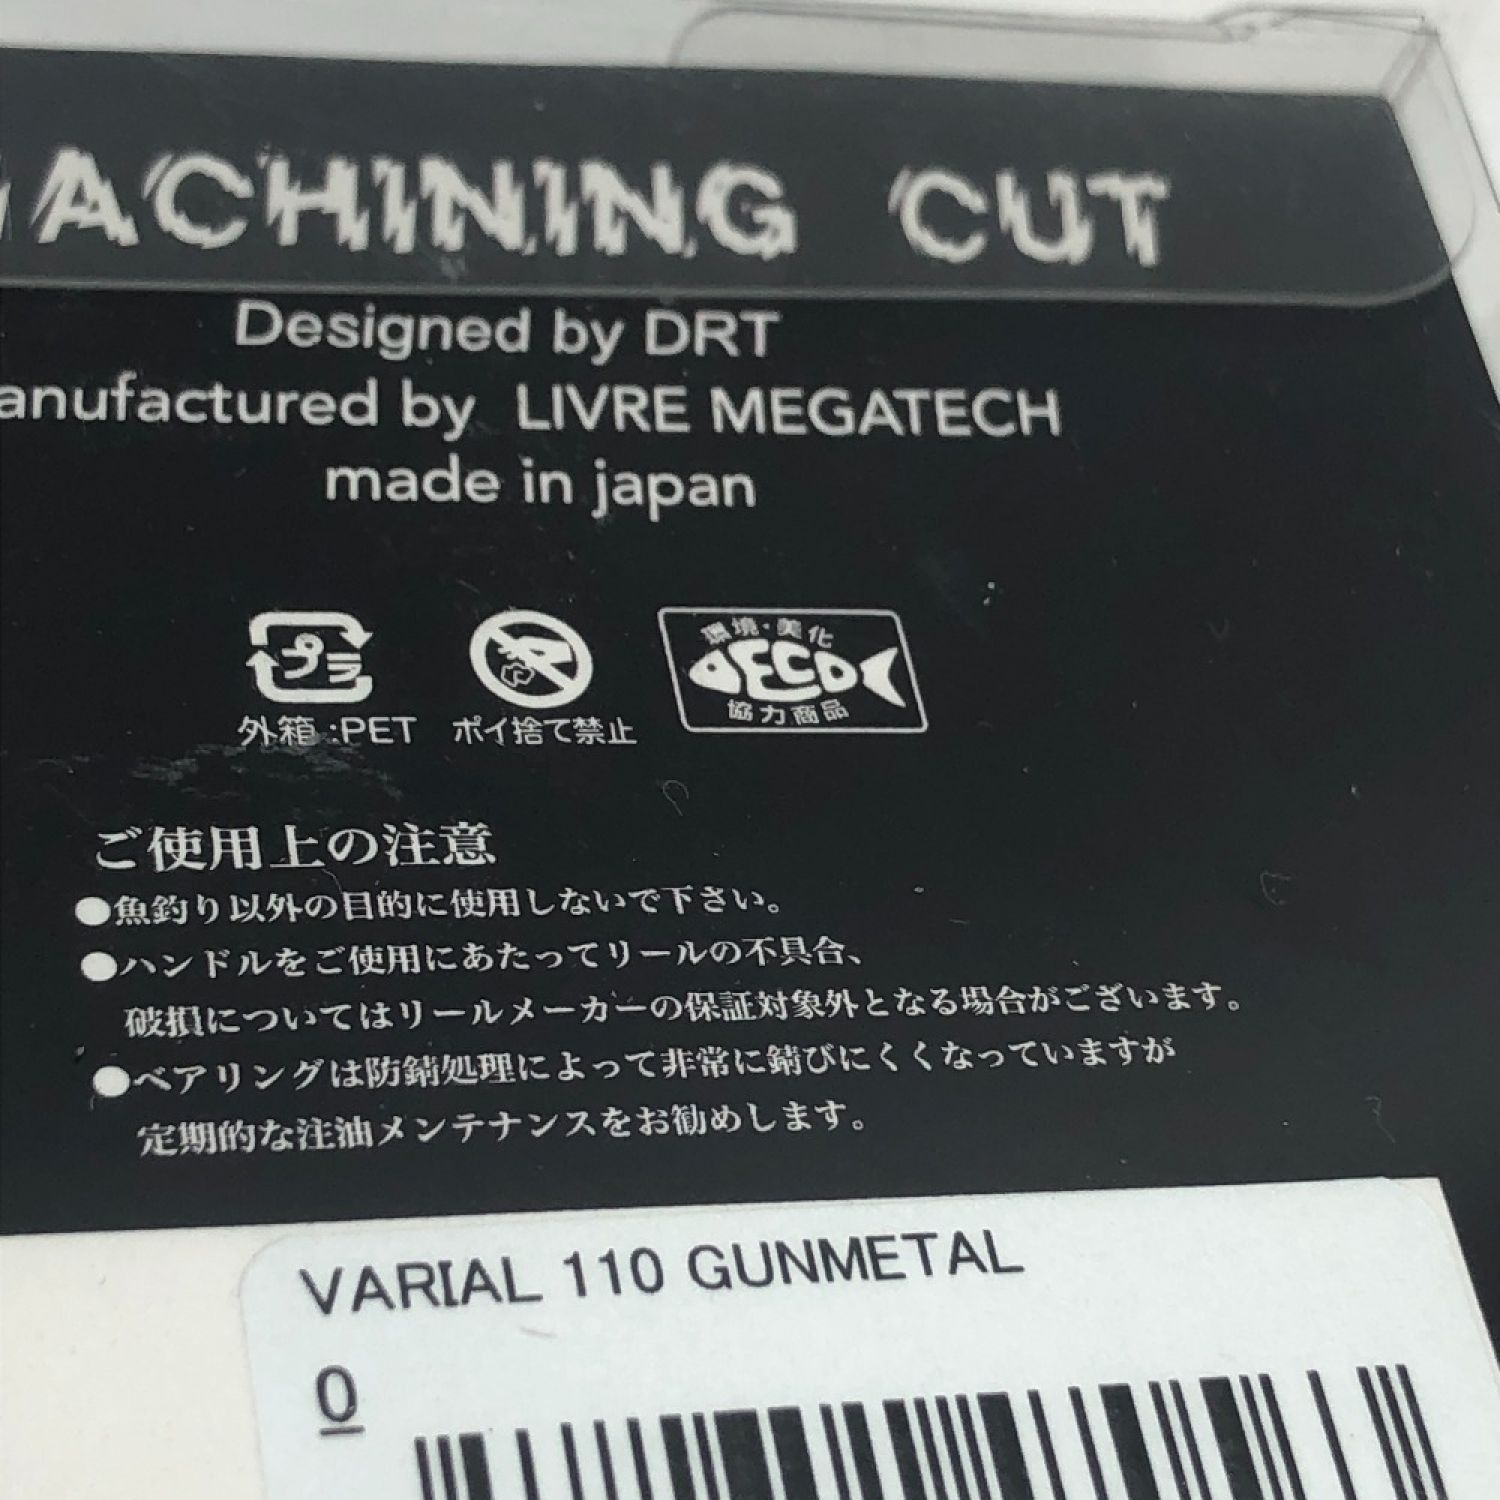 MACHINING CUT
Designed by DRT
anufactured by LIVRE MEGATECH
made in japan
プラ
外箱:PET
ポイ捨て禁止
環境・美化
ECO
協力商品
ご使用上の注意
●魚釣り以外の目的に使用しないで下さい。
●ハンドルをご使用にあたってリールの不具合、
破損についてはリールメーカーの保証対象外となる場合がございます。
●ベアリングは防錆処理によって非常に錆びにくくなっていますが
定期的な注油メンテナンスをお勧めします。
VARIAL 110 GUNMETAL
0